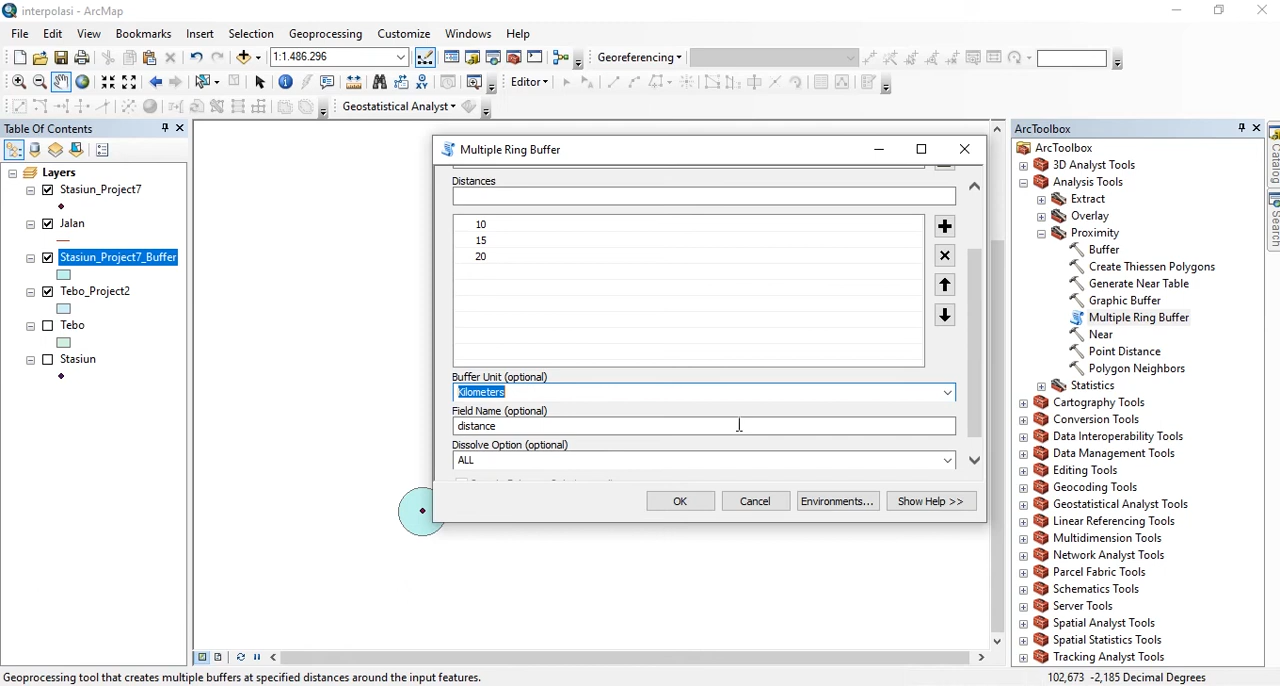 interpolasi - ArcMap
File Edit View Bookmarks Insert Selection Geoprocessing Customize Windows Help
1:1.486.296 Georeferencing
Editor
Geostatistical Analyst
Table Of Contents
Layers
Stasiun_Project7
Jalan
Stasiun_Project7_Buffer
Tebo_Project2
Tebo
Stasiun
Multiple Ring Buffer
Distances
10
15
20
Buffer Unit (optional)
Kilometers
Field Name (optional)
distance
Dissolve Option (optional)
ALL
OK Cancel Environments... Show Help >>
ArcToolbox
ArcToolbox
3D Analyst Tools
Analysis Tools
Extract
Overlay
Proximity
Buffer
Create Thiessen Polygons
Generate Near Table
Graphic Buffer
Multiple Ring Buffer
Near
Point Distance
Polygon Neighbors
Statistics
Cartography Tools
Conversion Tools
Data Interoperability Tools
Data Management Tools
Editing Tools
Geocoding Tools
Geostatistical Analyst Tools
Linear Referencing Tools
Multidimension Tools
Network Analyst Tools
Parcel Fabric Tools
Schematics Tools
Server Tools
Spatial Analyst Tools
Spatial Statistics Tools
Tracking Analyst Tools
Catalog
Search
Geoprocessing tool that creates multiple buffers at specified distances around the input features.
102,673 -2,185 Decimal Degrees